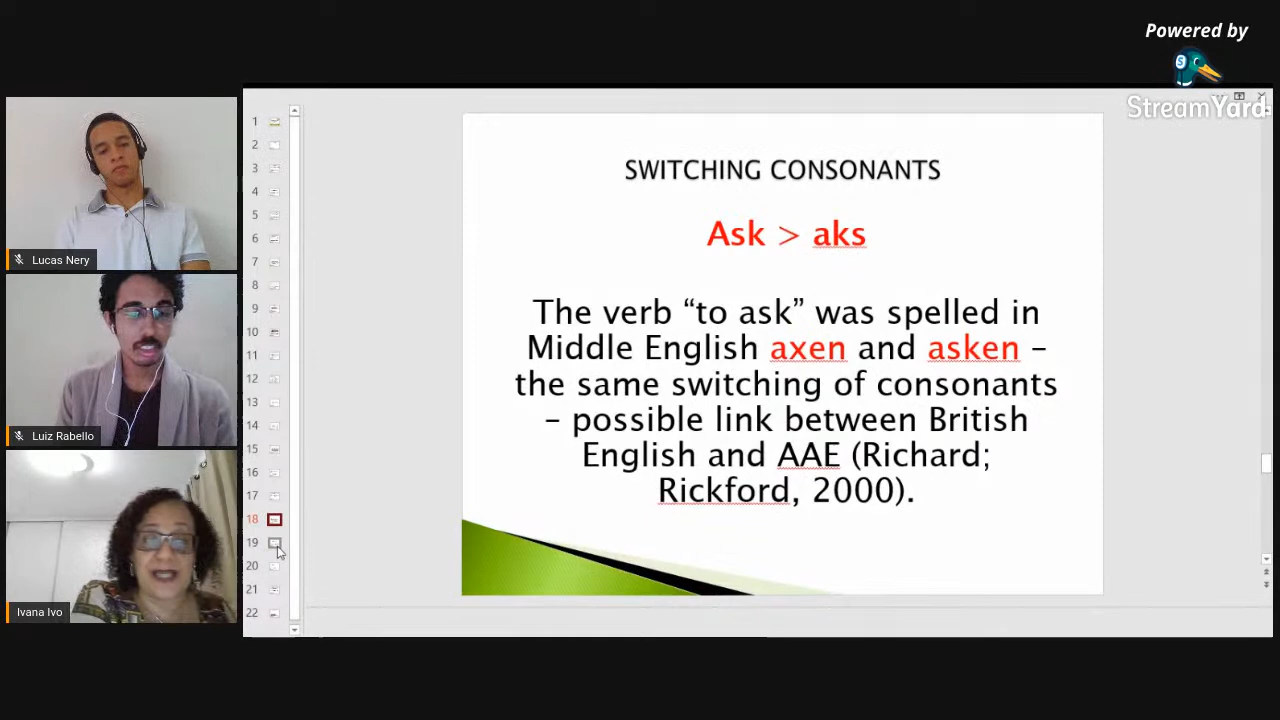 Powered by
StreamYard
Lucas Nery
Luiz Rabello
Ivana Ivo
1
2
3
4
5
6
7
8
9
10
11
12
13
14
15
16
17
18
19
20
21
22
SWITCHING CONSONANTS
Ask > aks
The verb “to ask” was spelled in
Middle English axen and asken –
the same switching of consonants
– possible link between British
English and AAE (Richard;
Rickford, 2000).